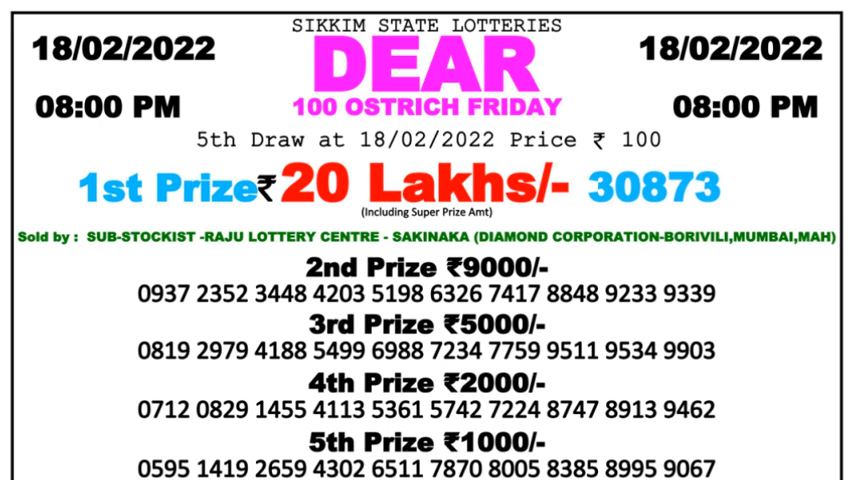 SIKKIM STATE LOTTERIES
18/02/2022 DEAR 18/02/2022
08:00 PM 100 OSTRICH FRIDAY 08:00 PM
5th Draw at 18/02/2022 Price ₹ 100
1st Prize₹20 Lakhs/- 30873
(Including Super Prize Amt)
Sold by : SUB-STOCKIST -RAJU LOTTERY CENTRE - SAKINAKA (DIAMOND CORPORATION-BORIVILI,MUMBAI,MAH)
2nd Prize ₹9000/-
0937 2352 3448 4203 5198 6326 7417 8848 9233 9339
3rd Prize ₹5000/-
0819 2979 4188 5499 6988 7234 7759 9511 9534 9903
4th Prize ₹2000/-
0712 0829 1455 4113 5361 5742 7224 8747 8913 9462
5th Prize ₹1000/-
0595 1419 2659 4302 6511 7870 8005 8385 8995 9067